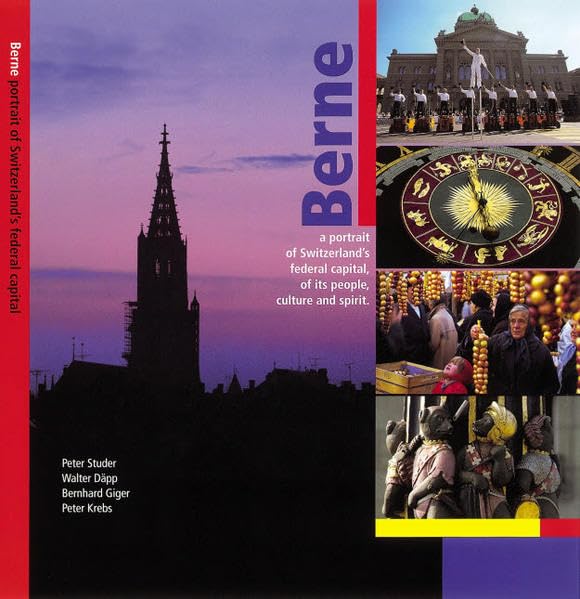 Berne portrait of Switzerland's federal capital
Berne
a portrait
of Switzerland's
federal capital,
of its people,
culture and spirit.
Peter Studer
Walter Däpp
Bernhard Giger
Peter Krebs